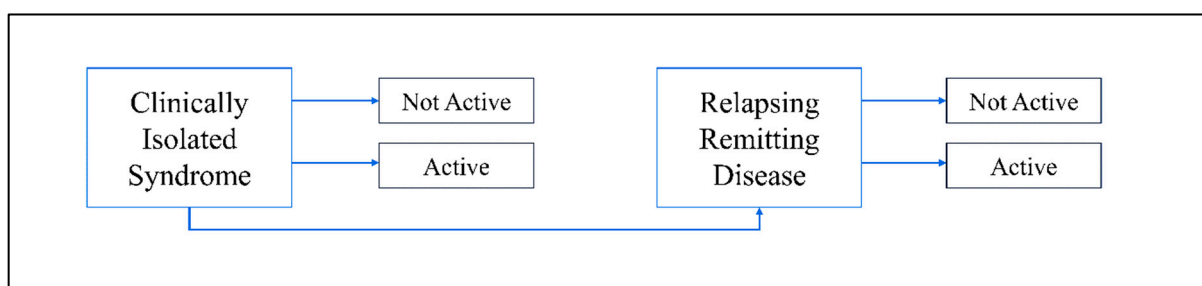 Clinically
Isolated
Syndrome
Not Active
Active
Relapsing
Remitting
Disease
Not Active
Active